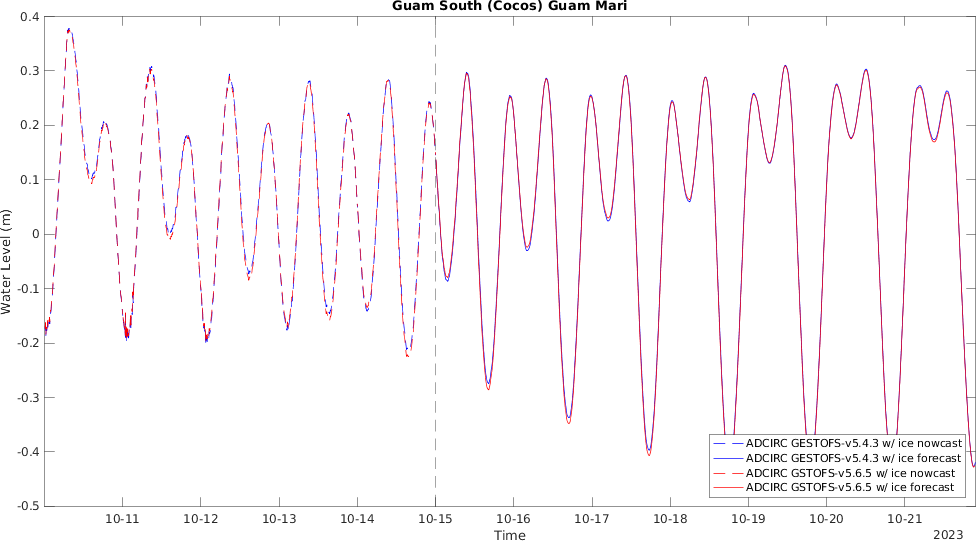 Guam South (Cocos) Guam Mari
0.4
0.3
0.2
0.1
0
-0.1
-0.2
-0.3
-0.4
-0.5
Water Level (m)
ADCIRC GESTOFS-v5.4.3 w/ ice nowcast
ADCIRC GESTOFS-v5.4.3 w/ ice forecast
ADCIRC GSTOFS-v5.6.5 w/ ice nowcast
ADCIRC GSTOFS-v5.6.5 w/ ice forecast
10-11 10-12 10-13 10-14 10-15 10-16 10-17 10-18 10-19 10-20 10-21
Time
2023